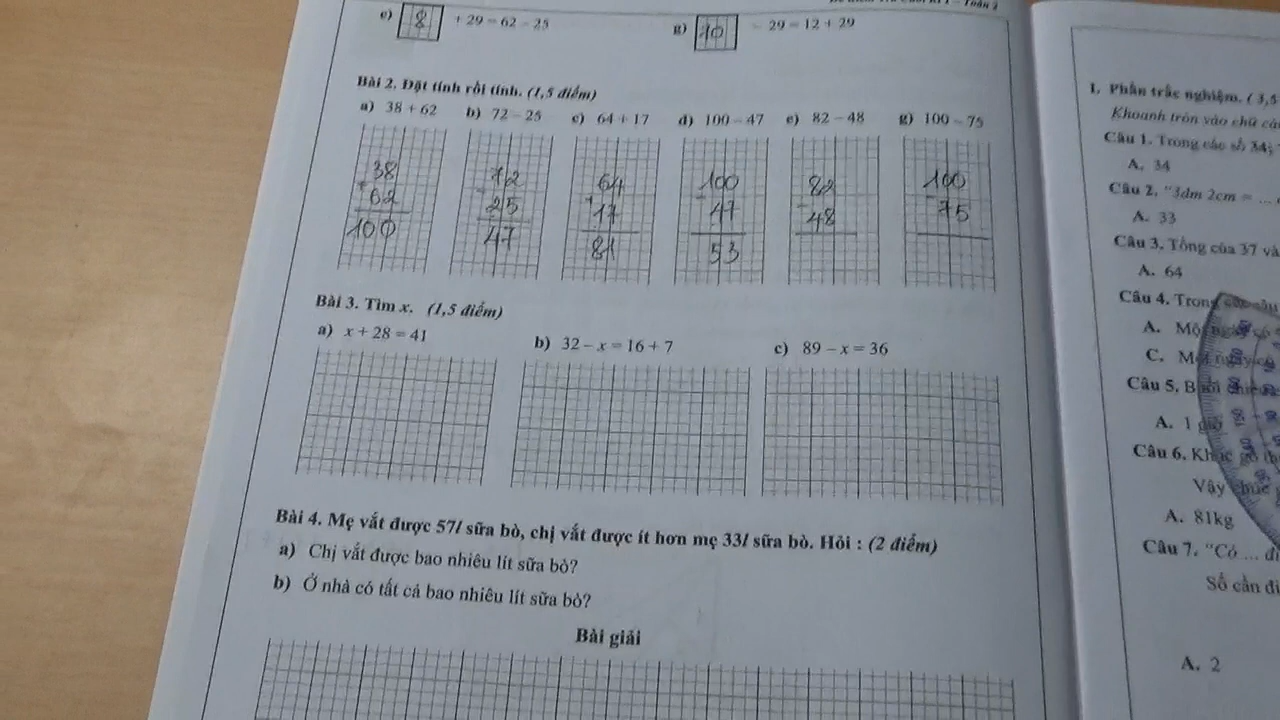 e) 8 + 29 = 62 - 25
g) 10 - 29 = 12 + 29
Bài 2. Đặt tính rồi tính. (1,5 điểm)
a) 38 + 62 b) 72 - 25 c) 64 + 17 d) 100 - 47 e) 82 - 48 g) 100 - 75
38 + 62 100
72 - 25 47
64 + 17 81
100 - 47 53
82 - 48
100 - 75
Bài 3. Tìm x. (1,5 điểm)
a) x + 28 = 41 b) 32 - x = 16 + 7 c) 89 - x = 36
Bài 4. Mẹ vắt được 57l sữa bò, chị vắt được ít hơn mẹ 33l sữa bò. Hỏi : (2 điểm)
a) Chị vắt được bao nhiêu lít sữa bò?
b) Ở nhà có tất cả bao nhiêu lít sữa bò?
Bài giải
I. Phần trắc nghiệm. ( 3,5
Khoanh tròn vào chữ
Câu 1. Trong các số 34;
A. 34
Câu 2. "3dm 2cm = ...
A. 33
Câu 3. Tổng của 37 và
A. 64
Câu 4. Trong
A. Một
C. Một
Câu 5.
A. 1
Câu 6.
Vậy
A. 81kg
Câu 7. "Có ....
Số cần
A. 2